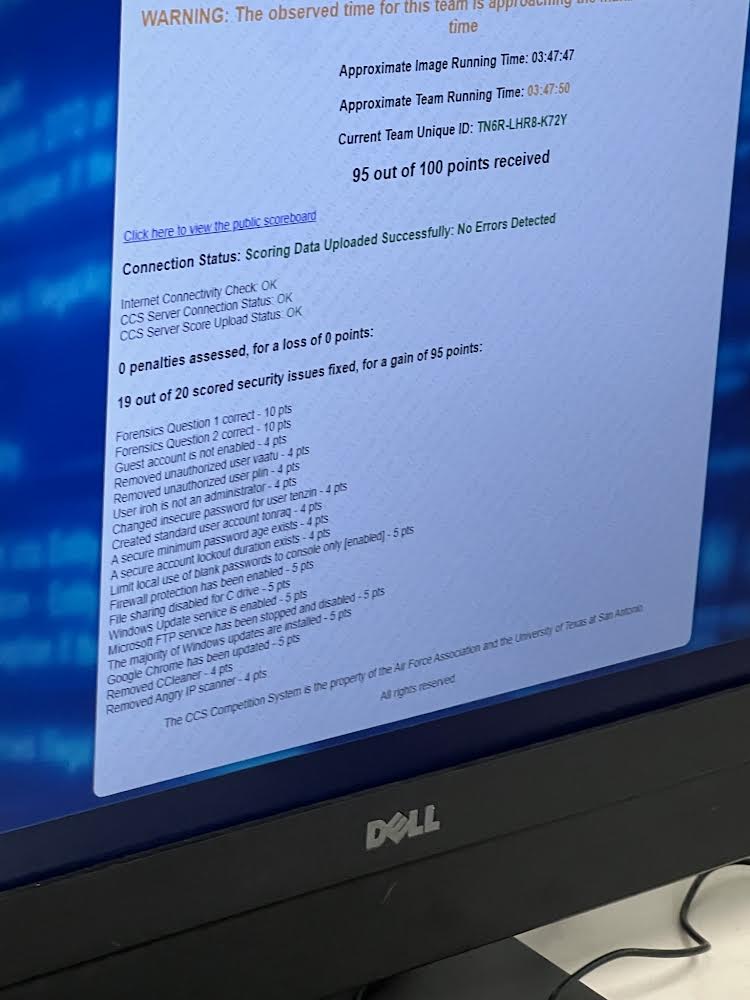 WARNING: The observed time for this team is approaching the
time
Approximate Image Running Time: 03:47:47
Approximate Team Running Time: 03:47:50
Current Team Unique ID: TN6R-LHR8-K72Y
95 out of 100 points received
Click here to view the public scoreboard
Connection Status: Scoring Data Uploaded Successfully: No Errors Detected
Internet Connectivity Check: OK
CCS Server Connection Status: OK
CCS Server Score Upload Status: OK
0 penalties assessed, for a loss of 0 points:
19 out of 20 scored security issues fixed, for a gain of 95 points:
Forensics Question 1 correct - 10 pts
Forensics Question 2 correct - 10 pts
Guest account is not enabled - 4 pts
Removed unauthorized user vaatu - 4 pts
Removed unauthorized user plin - 4 pts
User iroh is not an administrator - 4 pts
Changed insecure password for user tenzin - 4 pts
Created standard user account tonraq - 4 pts
A secure minimum password age exists - 4 pts
A secure account lockout duration exists - 4 pts
Limit local use of blank passwords to console only [enabled] - 5 pts
Firewall protection has been enabled - 5 pts
File sharing disabled for C drive - 5 pts
Windows Update service is enabled - 5 pts
Microsoft FTP service has been stopped and disabled - 5 pts
The majority of Windows updates are installed - 5 pts
Google Chrome has been updated - 5 pts
Removed CCleaner - 4 pts
Removed Angry IP scanner - 4 pts
The CCS Competition System is the property of the Air Force Association and the University of Texas at San Antonio.
All rights reserved.
DELL